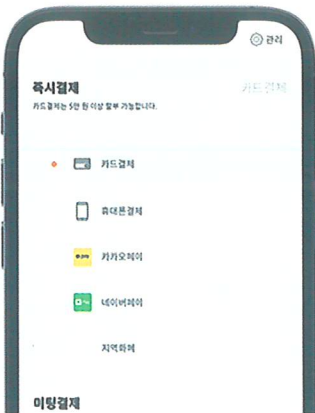 관리
즉시결제
카드결제
카드결제는 5만 원 이상 할부 가능합니다.
카드결제
휴대폰결제
pay
카카오페이
네이버페이
지역화폐
미팅결제